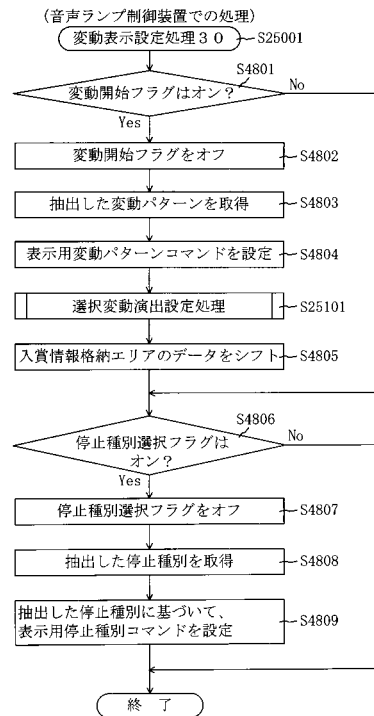 (音声ランプ制御装置での処理)
変動表示設定処理30
S25001
S4801
変動開始フラグはオン?
No
Yes
変動開始フラグをオフ
S4802
抽出した変動パターンを取得
S4803
表示用変動パターンコマンドを設定
S4804
選択変動演出設定処理
S25101
入賞情報格納エリアのデータをシフト
S4805
S4806
停止種別選択フラグは
オン?
No
Yes
停止種別選択フラグをオフ
S4807
抽出した停止種別を取得
S4808
抽出した停止種別に基づいて、
表示用停止種別コマンドを設定
S4809
終 了